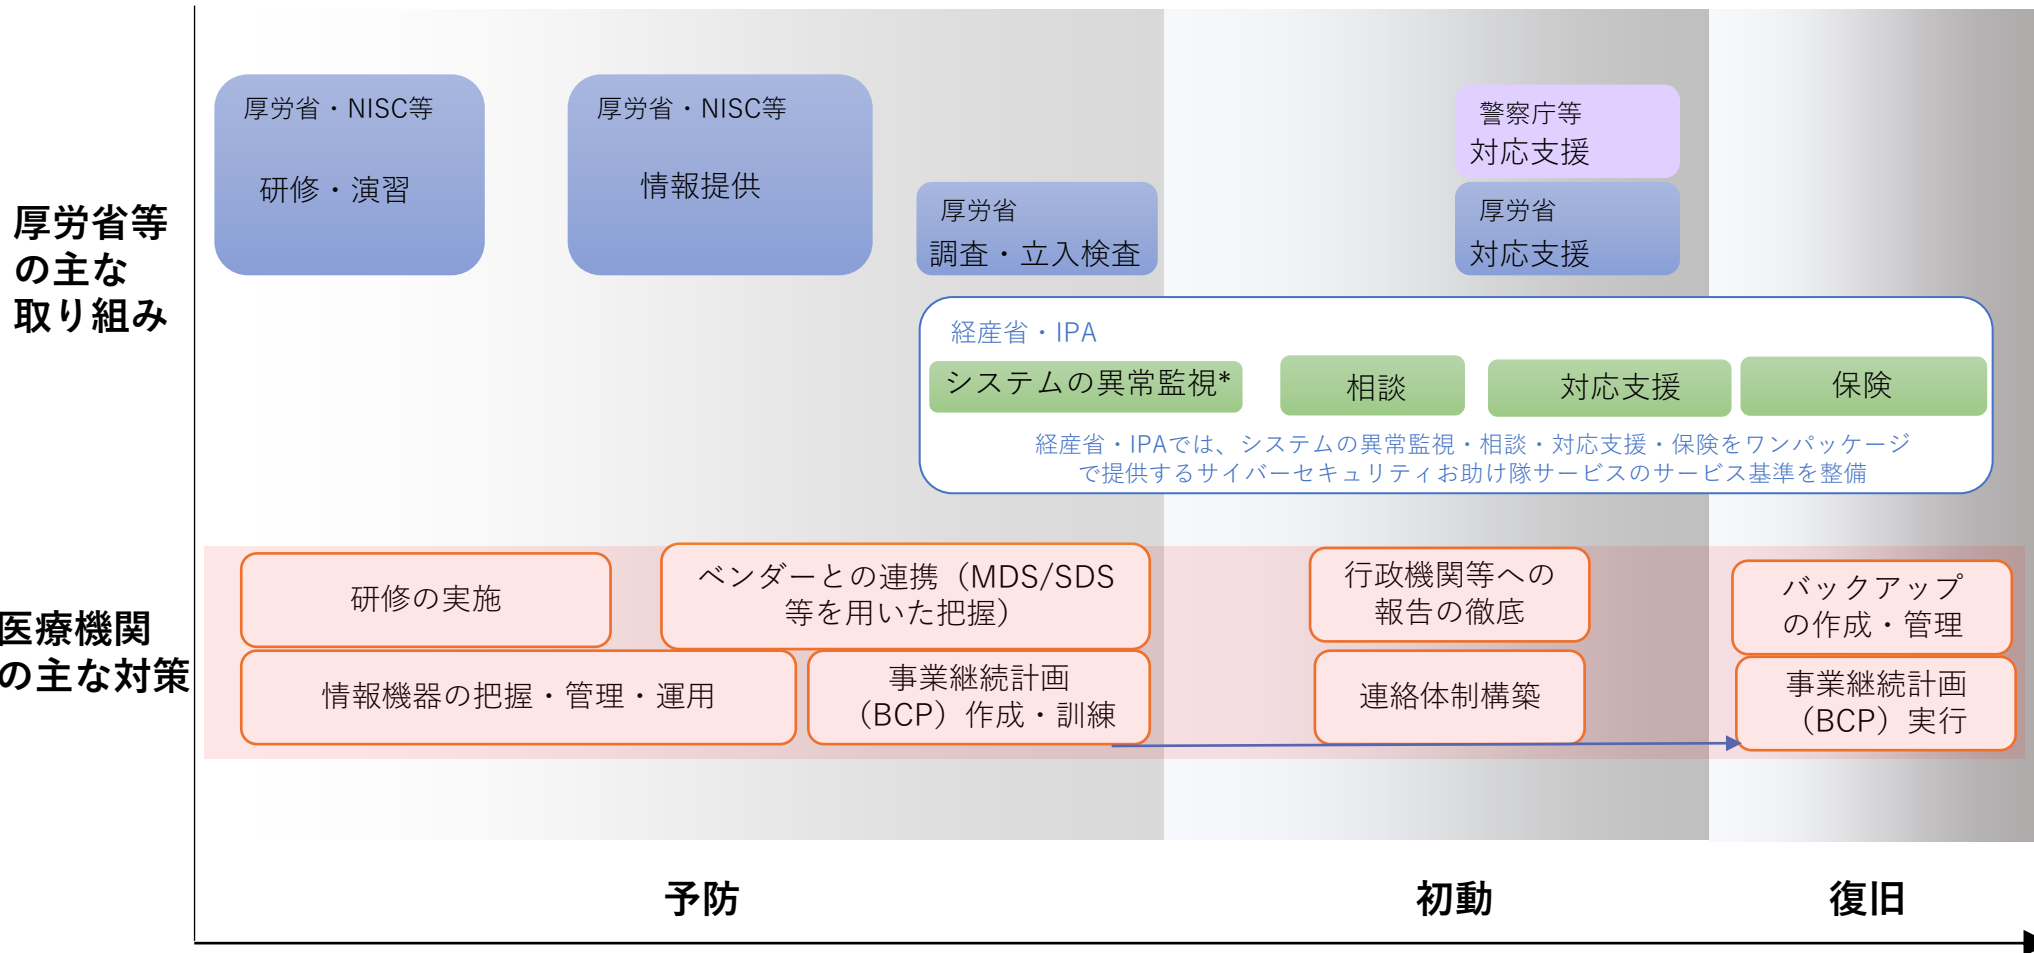 厚労省等
の主な
取り組み
厚労省・NISC等
研修・演習
厚労省・NISC等
情報提供
厚労省
調査・立入検査
警察庁等
対応支援
厚労省
対応支援
経産省・IPA
システムの異常監視*
相談
対応支援
保険
経産省・IPAでは、システムの異常監視・相談・対応支援・保険をワンパッケージ
で提供するサイバーセキュリティお助け隊サービスのサービス基準を整備
医療機関
の主な対策
研修の実施
ベンダーとの連携（MDS/SDS
等を用いた把握）
情報機器の把握・管理・運用
事業継続計画
（BCP）作成・訓練
行政機関等への
報告の徹底
連絡体制構築
バックアップ
の作成・管理
事業継続計画
（BCP）実行
予防
初動
復旧